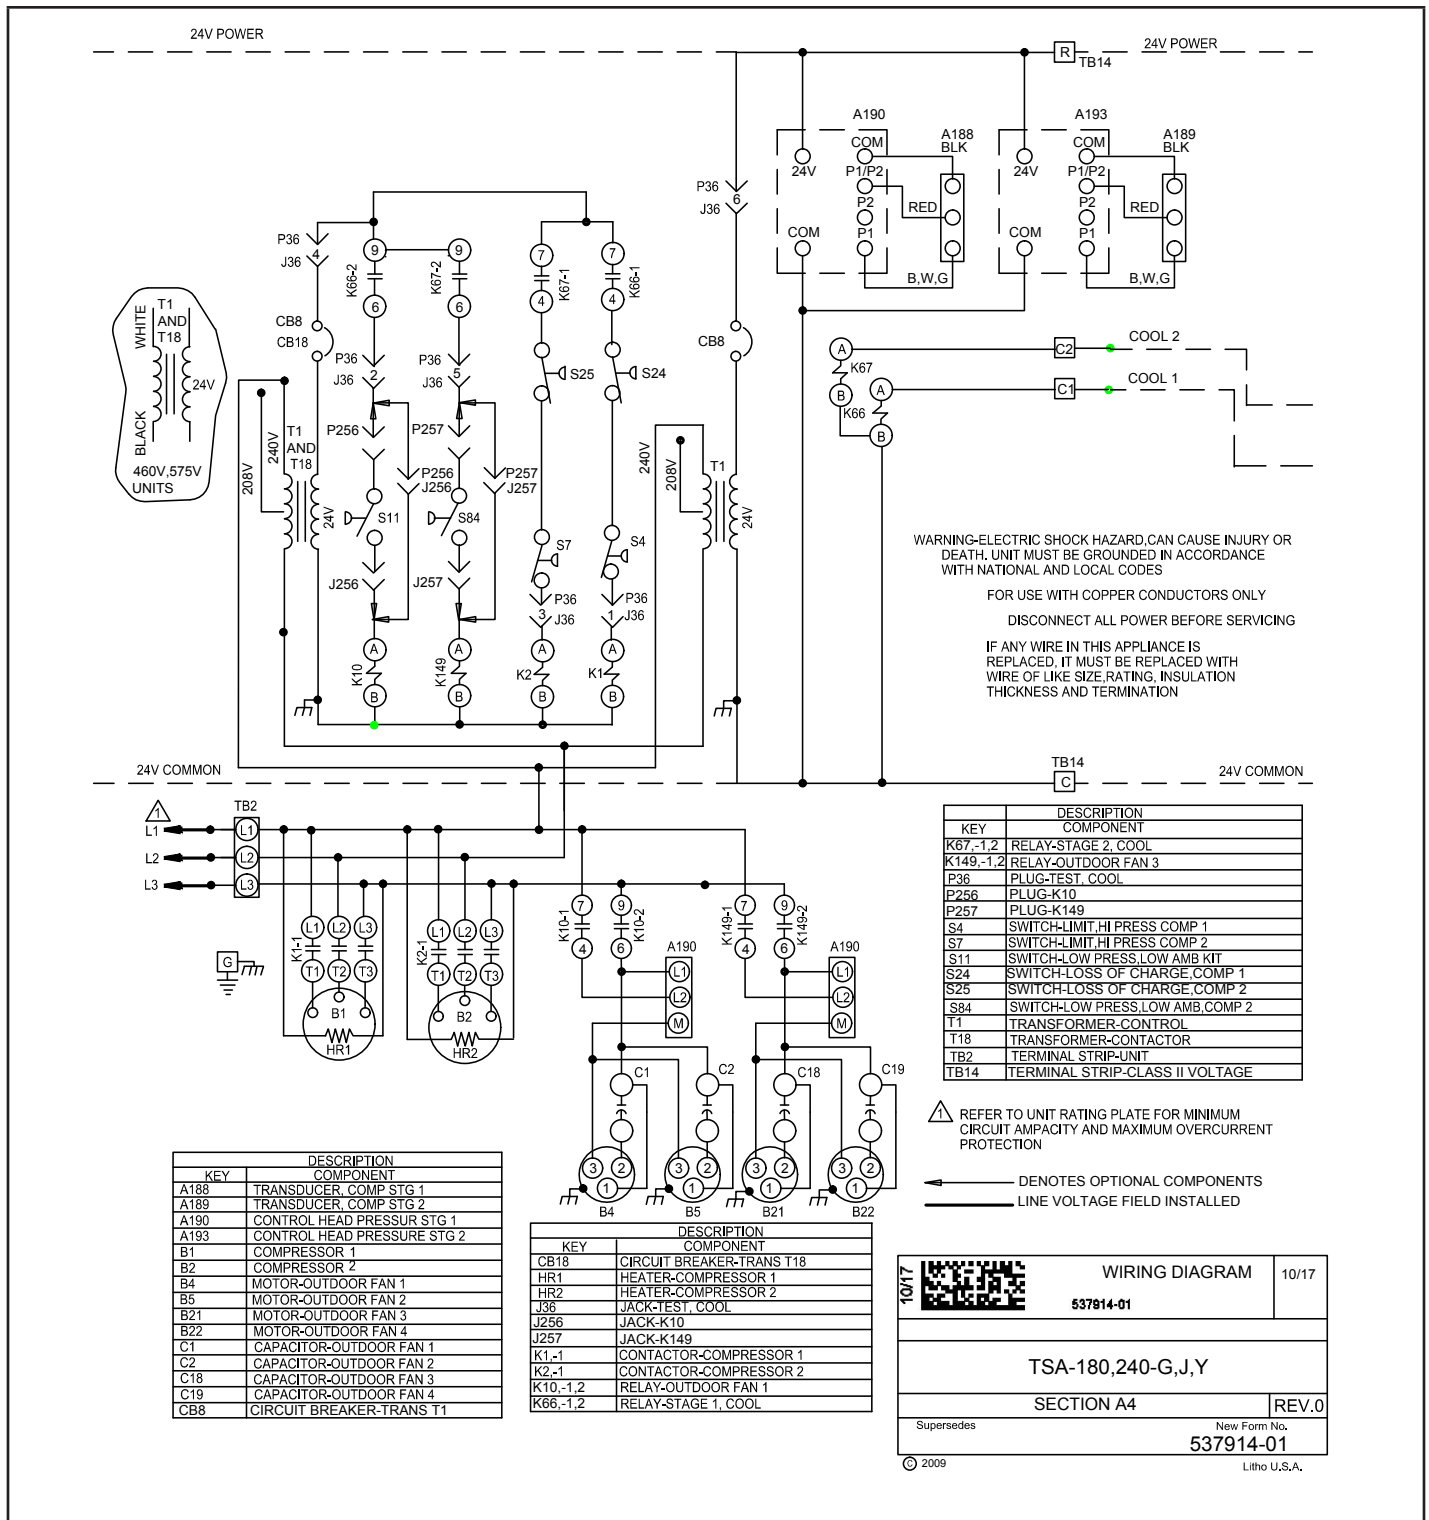 24V POWER
24V POWER
R
TB14
A190
A193
COM
A188
BLK
COM
A189
BLK
24V
P1/P2
24V
P1/P2
P36
6
J36
P2
RED
P2
RED
COM
P1
COM
P1
B,W,G
B,W,G
P36
4
J36
9
9
7
7
K66-2
K67-2
K67-1
K66-1
6
6
4
4
WHITE
T1
AND
T18
24V
BLACK
460V,575V
UNITS
CB8
CB18
CB8
P36
2
J36
P36
5
J36
S25
S24
A
C2
COOL 2
K67
B
A
C1
COOL 1
K66
B
240V
208V
T1
AND
T18
24V
P256
P257
P256
J256
P257
J257
S11
S84
240V
208V
T1
24V
S7
S4
J256
J257
P36
3
J36
P36
1
J36
A
A
A
A
K10
K149
K2
K1
B
B
B
B
WARNING-ELECTRIC SHOCK HAZARD,CAN CAUSE INJURY OR
DEATH. UNIT MUST BE GROUNDED IN ACCORDANCE
WITH NATIONAL AND LOCAL CODES
FOR USE WITH COPPER CONDUCTORS ONLY
DISCONNECT ALL POWER BEFORE SERVICING
IF ANY WIRE IN THIS APPLIANCE IS
REPLACED, IT MUST BE REPLACED WITH
WIRE OF LIKE SIZE,RATING, INSULATION
THICKNESS AND TERMINATION
24V COMMON
TB14
C
24V COMMON
1
TB2
L1
L1
L2
L2
L3
L3
L1
L2
L3
L1
L2
L3
K1-1
K2-1
T1
T2
T3
T1
T2
T3
B1
B2
HR1
HR2
G
7
9
7
9
K10-1
K10-2
K149-1
K149-2
4
6
4
6
A190
A190
L1
L1
L2
L2
M
M
C1
C2
C18
C19
3
2
3
2
3
2
3
2
1
1
1
1
B4
B5
B21
B22
DESCRIPTION
KEY COMPONENT
K67,-1,2 RELAY-STAGE 2, COOL
K149,-1,2 RELAY-OUTDOOR FAN 3
P36 PLUG-TEST, COOL
P256 PLUG-K10
P257 PLUG-K149
S4 SWITCH-LIMIT,HI PRESS COMP 1
S7 SWITCH-LIMIT,HI PRESS COMP 2
S11 SWITCH-LOW PRESS,LOW AMB KIT
S24 SWITCH-LOSS OF CHARGE,COMP 1
S25 SWITCH-LOSS OF CHARGE,COMP 2
S84 SWITCH-LOW PRESS,LOW AMB,COMP 2
T1 TRANSFORMER-CONTROL
T18 TRANSFORMER-CONTACTOR
TB2 TERMINAL STRIP-UNIT
TB14 TERMINAL STRIP-CLASS II VOLTAGE
1 REFER TO UNIT RATING PLATE FOR MINIMUM
CIRCUIT AMPACITY AND MAXIMUM OVERCURRENT
PROTECTION
DENOTES OPTIONAL COMPONENTS
LINE VOLTAGE FIELD INSTALLED
DESCRIPTION
KEY COMPONENT
A188 TRANSDUCER, COMP STG 1
A189 TRANSDUCER, COMP STG 2
A190 CONTROL HEAD PRESSUR STG 1
A193 CONTROL HEAD PRESSURE STG 2
B1 COMPRESSOR 1
B2 COMPRESSOR 2
B4 MOTOR-OUTDOOR FAN 1
B5 MOTOR-OUTDOOR FAN 2
B21 MOTOR-OUTDOOR FAN 3
B22 MOTOR-OUTDOOR FAN 4
C1 CAPACITOR-OUTDOOR FAN 1
C2 CAPACITOR-OUTDOOR FAN 2
C18 CAPACITOR-OUTDOOR FAN 3
C19 CAPACITOR-OUTDOOR FAN 4
CB8 CIRCUIT BREAKER-TRANS T1
DESCRIPTION
KEY COMPONENT
CB18 CIRCUIT BREAKER-TRANS T18
HR1 HEATER-COMPRESSOR 1
HR2 HEATER-COMPRESSOR 2
J36 JACK-TEST, COOL
J256 JACK-K10
J257 JACK-K149
K1,-1 CONTACTOR-COMPRESSOR 1
K2,-1 CONTACTOR-COMPRESSOR 2
K10,-1,2 RELAY-OUTDOOR FAN 1
K66,-1,2 RELAY-STAGE 1, COOL
10/17
WIRING DIAGRAM
10/17
537914-01
TSA-180,240-G,J,Y
SECTION A4
REV.0
Supersedes
New Form No.
537914-01
© 2009
Litho U.S.A.